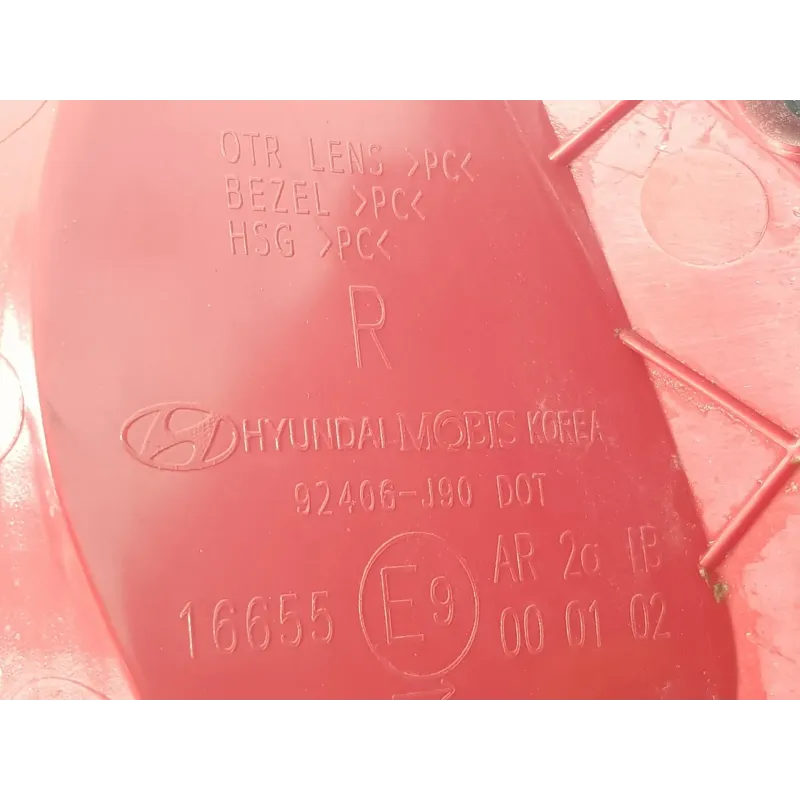 OTR LENS >PC<
BEZEL >PC<
HSG >PC<
R
HYUNDAI MOBIS KOREA
92406-J90 DOT
16655 E9 AR 2a IB
00 01 02